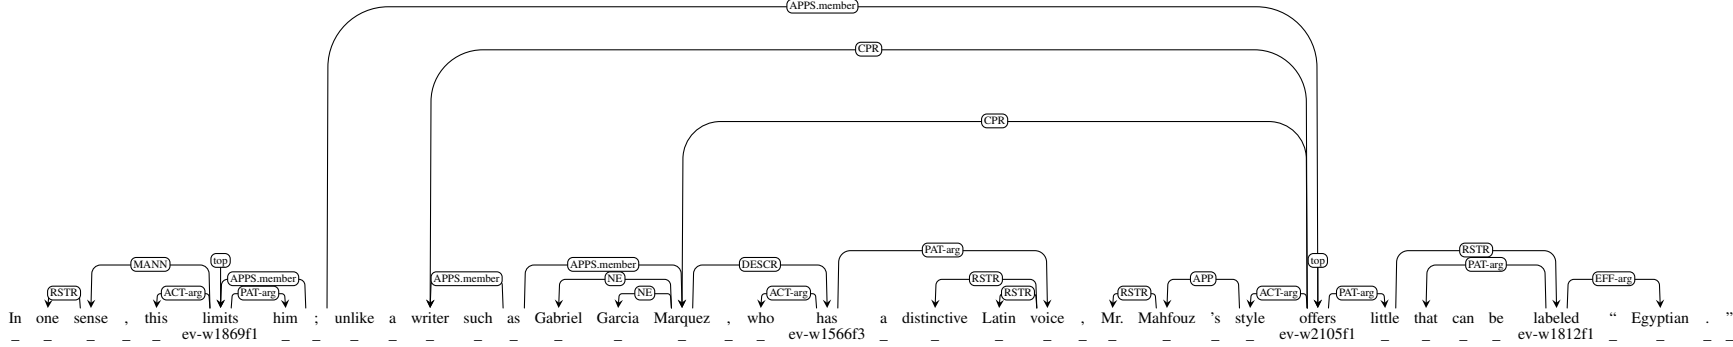 APPS.member
CPR
CPR
PAT-arg RSTR
MANN top APPS.member DESCR top PAT-arg
APPS.member APPS.member NE RSTR APP EFF-arg
RSTR ACT-arg PAT-arg NE ACT-arg RSTR RSTR ACT-arg PAT-arg
In one sense , this limits him ; unlike a writer such as Gabriel Garcia Marquez , who has a distinctive Latin voice , Mr. Mahfouz 's style offers little that can be labeled “ Egyptian . ”
_ _ _ _ _ ev-w1869f1 _ _ _ _ _ _ _ _ _ _ _ _ ev-w1566f3 _ _ _ _ _ _ _ _ _ ev-w2105f1 _ _ _ _ ev-w1812f1 _ _ _ _